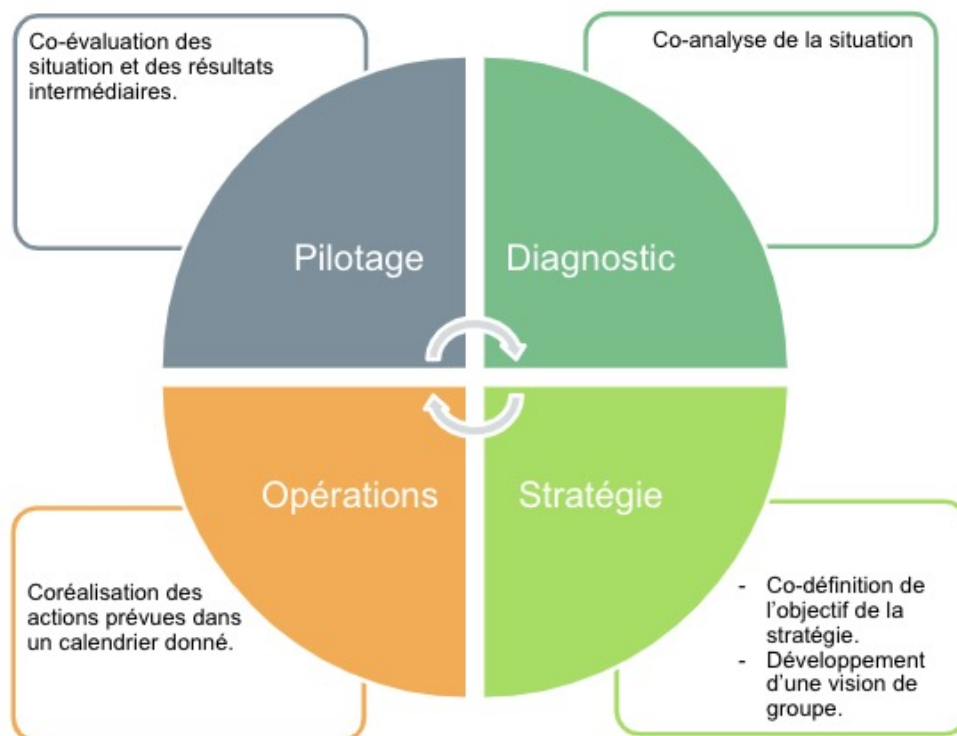 Co-évaluation des
situation et des résultats
intermédiaires.
Co-analyse de la situation
Pilotage
Diagnostic
Opérations
Stratégie
Coréalisation des
actions prévues dans
un calendrier donné.
- Co-définition de
l'objectif de la
stratégie.
- Développement
d'une vision de
groupe.